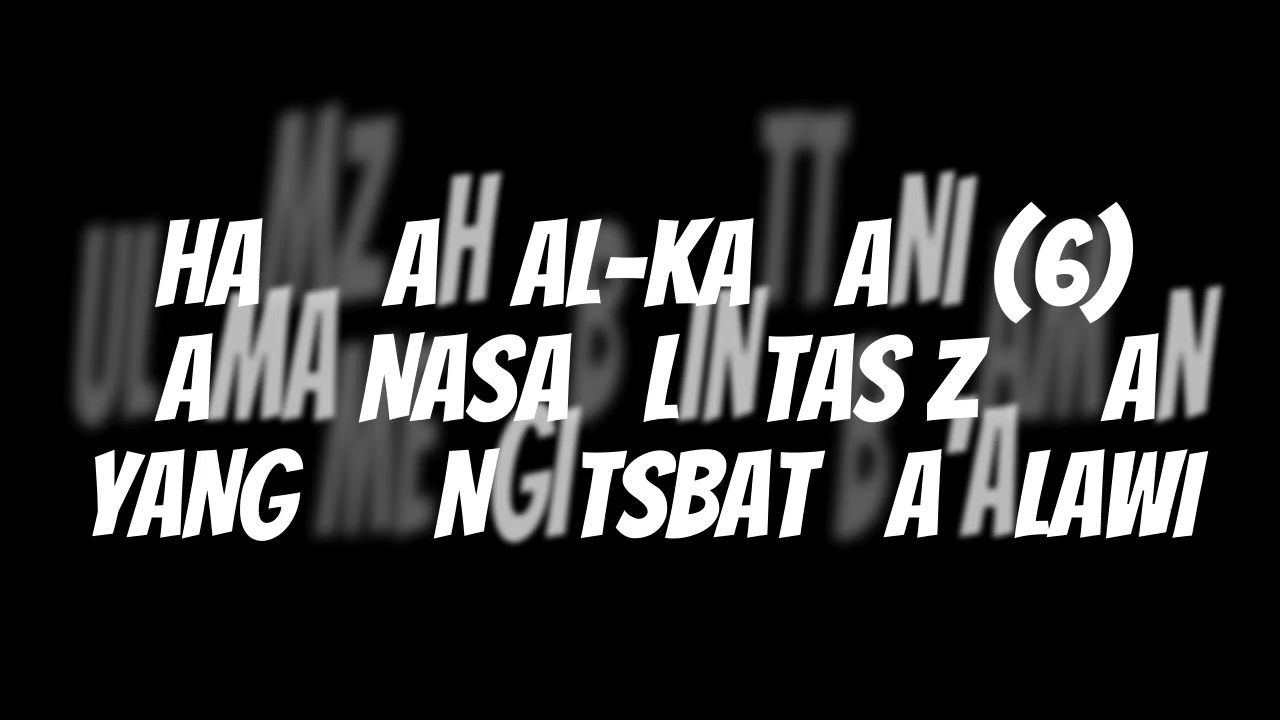 HAMZAH AL-KATTANI (6)
ULAMA NASAB LINTAS ZAMAN
YANG MENGITSBAT BA'ALAWI